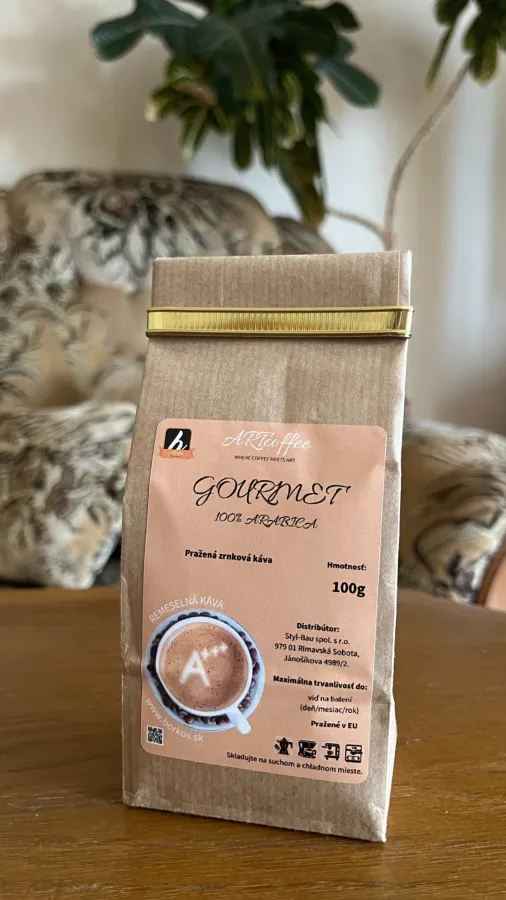 h
ARTcoffee
WHERE COFFEE MEETS ART
GOURMET
100% ARABICA
Pražená zrnková káva
Hmotnosť:
100g
REMESELNÁ KÁVA
A+++
www.borkos.sk
Distribútor:
Styl-Bau spol. s r.o.
979 01 Rimavská Sobota,
Jánošíkova 4989/2.
Maximálna trvanlivosť do:
viď na balení
(deň/mesiac/rok)
Pražené v EU
Skladujte na suchom a chladnom mieste.